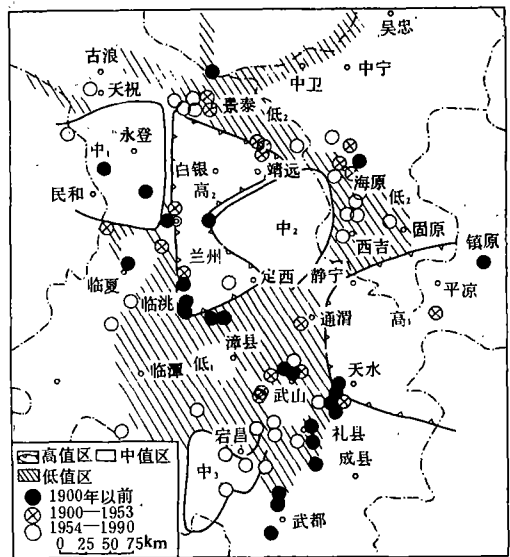 吴忠
古浪
中卫
中宁
天祝
景泰
低₂
永登
中₁
海原
白银
靖远
高₂
低₂
民和
中₂
固原
西吉
镇原
兰州
临夏
定西
静宁
平凉
临洮
通渭
高₁
漳县
临潭
低₁
天水
武山
礼县
宕昌
成县
中₃
武都
高值区 中值区
低值区
1900年以前
1900—1953
1954—1990
0 25 50 75km